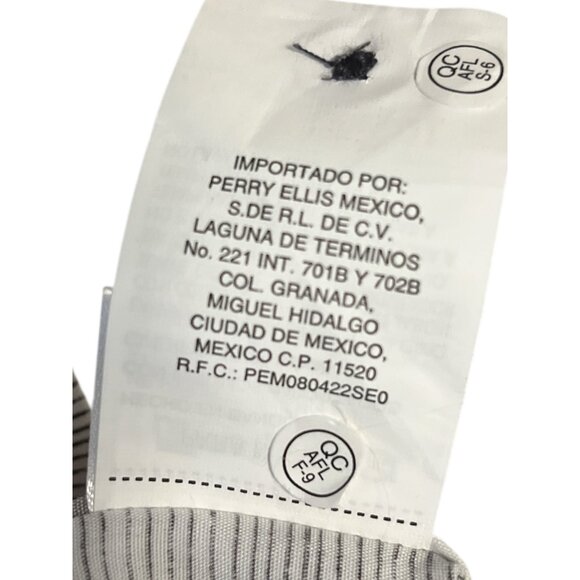 QC
AFL
S-6
IMPORTADO POR:
PERRY ELLIS MEXICO,
S.DE R.L. DE C.V.
LAGUNA DE TERMINOS
No. 221 INT. 701B Y 702B
COL. GRANADA,
MIGUEL HIDALGO
CIUDAD DE MEXICO,
MEXICO C.P. 11520
R.F.C.: PEM080422SE0
QC
AFL
F-9